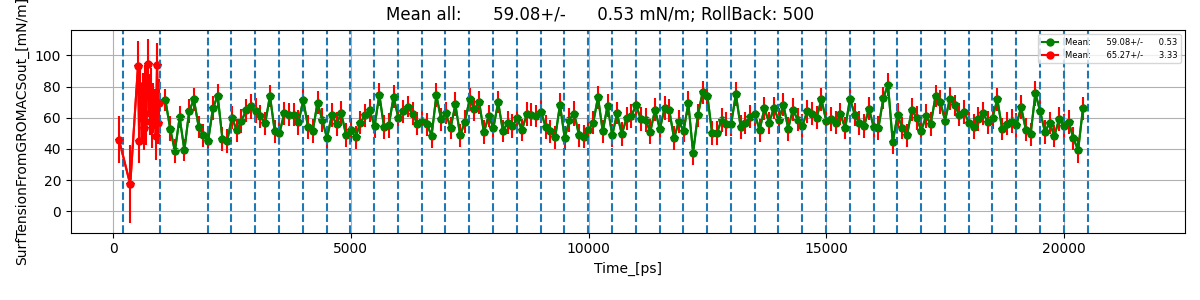 Mean all:      59.08+/-      0.53 mN/m; RollBack: 500
SurfTensionFromGROMACSout_[mN/m]
100
80
60
40
20
0
Mean:      59.08+/-      0.53
Mean:      65.27+/-      3.33
0
5000
10000
15000
20000
Time_[ps]